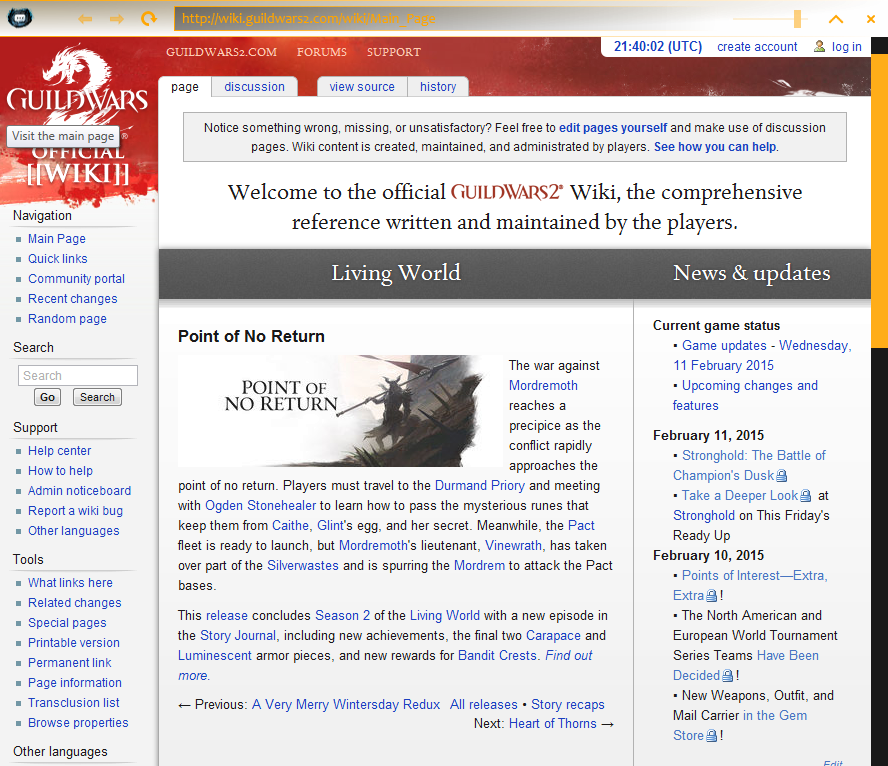 http://wiki.guildwars2.com/wiki/Main_Page
GUILDWARS2.COM FORUMS SUPPORT
21:40:02 (UTC) create account log in
GUILDWARS
Visit the main page
OFFICIAL
[[WIKI]]
page discussion view source history
Notice something wrong, missing, or unsatisfactory? Feel free to edit pages yourself and make use of discussion
pages. Wiki content is created, maintained, and administrated by players. See how you can help.
Welcome to the official GUILDWARS2® Wiki, the comprehensive
reference written and maintained by the players.
Navigation
Main Page
Quick links
Community portal
Recent changes
Random page
Search
Search
Go Search
Support
Help center
How to help
Admin noticeboard
Report a wiki bug
Other languages
Tools
What links here
Related changes
Special pages
Printable version
Permanent link
Page information
Transclusion list
Browse properties
Other languages
Living World
Point of No Return
POINT OF
NO RETURN
The war against
Mordremoth
reaches a
precipice as the
conflict rapidly
approaches the
point of no return. Players must travel to the Durmand Priory and meeting
with Ogden Stonehealer to learn how to pass the mysterious runes that
keep them from Caithe, Glint's egg, and her secret. Meanwhile, the Pact
fleet is ready to launch, but Mordremoth's lieutenant, Vinewrath, has taken
over part of the Silverwastes and is spurring the Mordrem to attack the Pact
bases.
This release concludes Season 2 of the Living World with a new episode in
the Story Journal, including new achievements, the final two Carapace and
Luminescent armor pieces, and new rewards for Bandit Crests. Find out
more.
← Previous: A Very Merry Wintersday Redux All releases • Story recaps
Next: Heart of Thorns →
News & updates
Current game status
▪ Game updates - Wednesday,
11 February 2015
▪ Upcoming changes and
features
February 11, 2015
▪ Stronghold: The Battle of
Champion's Dusk
▪ Take a Deeper Look at
Stronghold on This Friday's
Ready Up
February 10, 2015
▪ Points of Interest—Extra,
Extra!
▪ The North American and
European World Tournament
Series Teams Have Been
Decided!
▪ New Weapons, Outfit, and
Mail Carrier in the Gem
Store!
Edit